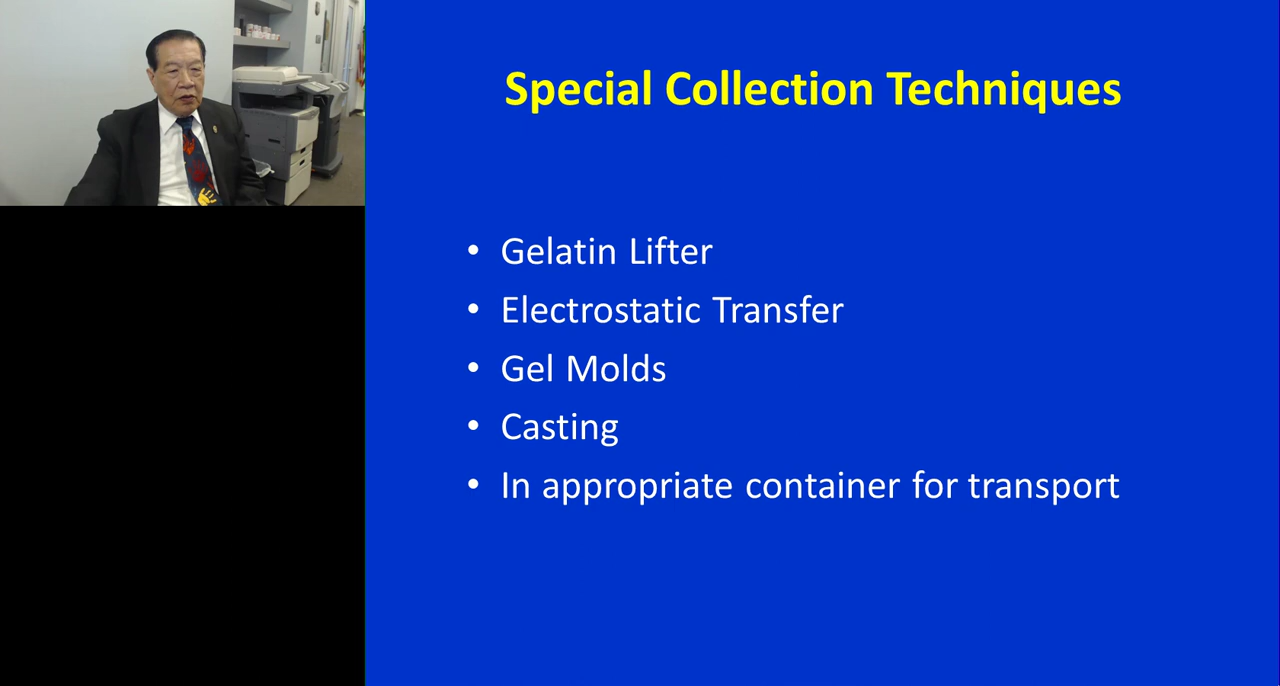 Special Collection Techniques
• Gelatin Lifter
• Electrostatic Transfer
• Gel Molds
• Casting
• In appropriate container for transport